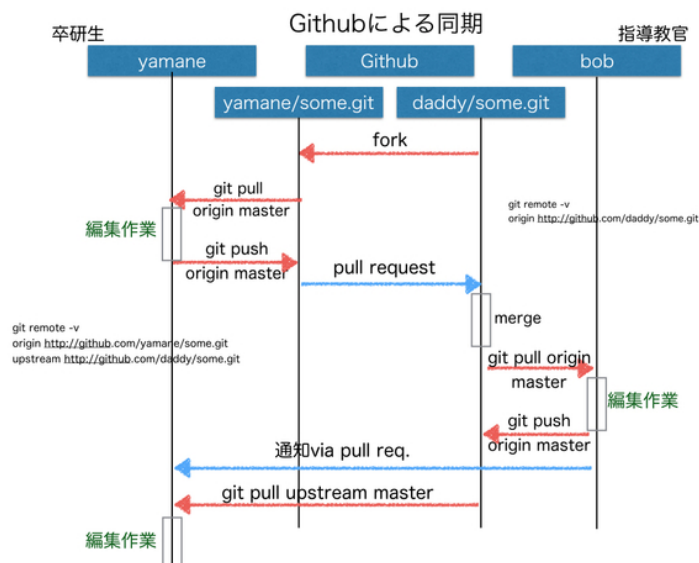 Githubによる同期
卒研生
指導教官
yamane
Github
bob
yamane/some.git
daddy/some.git
fork
git pull
origin master
git remote -v
origin http://github.com/daddy/some.git
編集作業
git push
origin master
pull request
merge
git remote -v
origin http://github.com/yamane/some.git
upstream http://github.com/daddy/some.git
git pull origin
master
編集作業
git push
origin master
通知via pull req.
git pull upstream master
編集作業